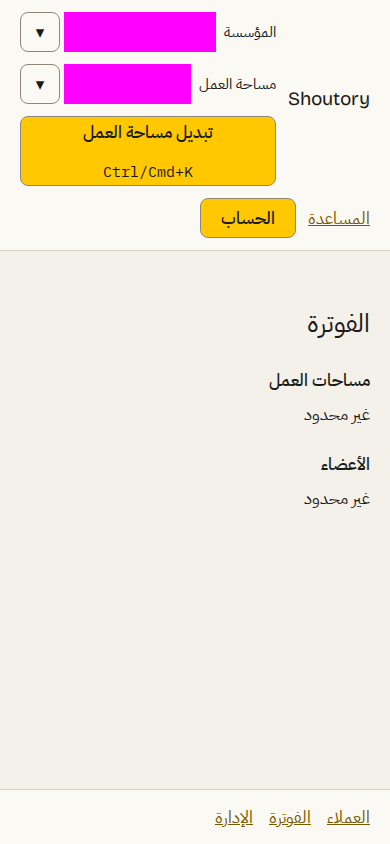 Shoutory
المؤسسة
▼
مساحة العمل
▼
تبديل مساحة العمل
Ctrl/Cmd+K
المساعدة
الحساب
الفوترة
مساحات العمل
غير محدود
الأعضاء
غير محدود
العملاء الفوترة الإدارة